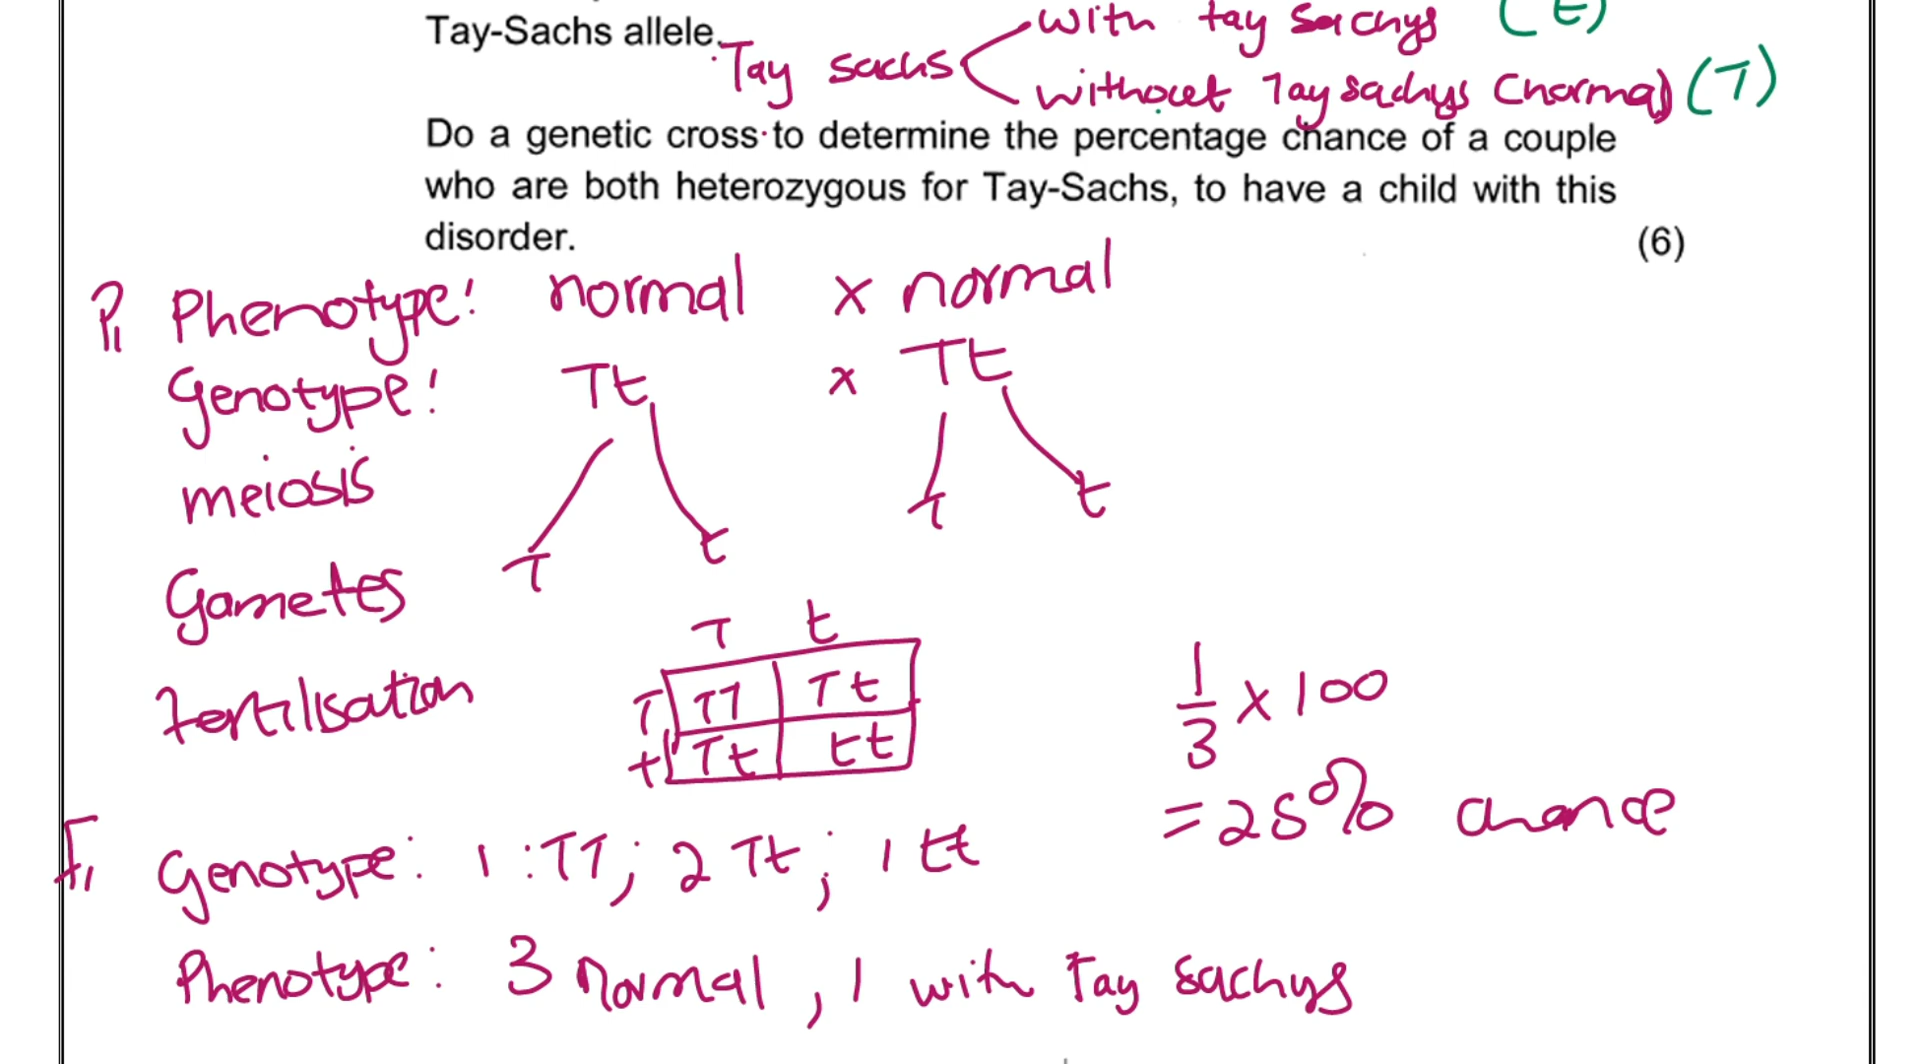 Tay-Sachs allele.
with tay sachys (t)
Tay sachs
without Tay sachys (normal) (T)
Do a genetic cross to determine the percentage chance of a couple
who are both heterozygous for Tay-Sachs, to have a child with this
disorder.
(6)
P1 Phenotype: normal x normal
Genotype: Tt x Tt
meiosis
T t
Gametes T t
T t
Fertilisation T TT Tt
t Tt tt
1/3 x 100
= 25% chance
F1 Genotype: 1 : TT; 2 Tt; 1 tt
Phenotype: 3 normal, 1 with Tay sachys